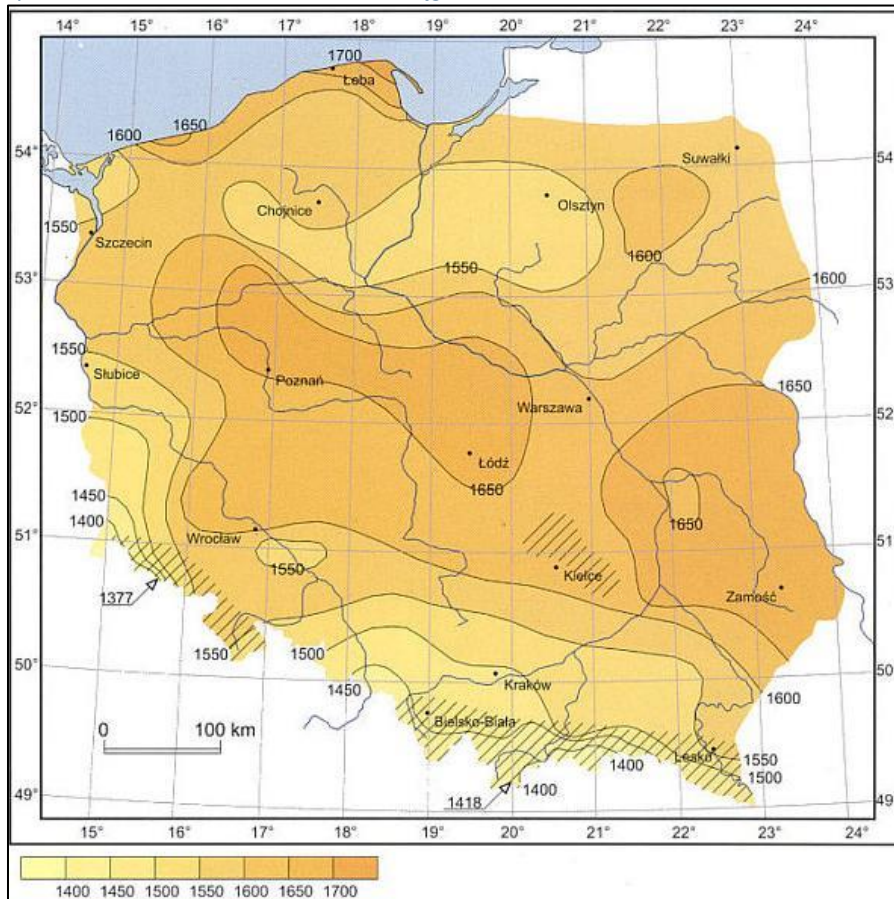 14° 15° 16° 17° 18° 19° 20° 21° 22° 23° 24°
1700
Łeba
1650
1600
54° 54°
Suwałki
Chojnice
Olsztyn
1550
Szczecin
1600
1550
53° 1600 53°
1550
Słubice
Poznań
1650
52° Warszawa 52°
1500
Łódź
1650
1450
1650
1400
51° Wrocław 51°
1550
Kielce
Zamość
1377
1500
50° 1550 50°
1450
Kraków
1600
Bielsko-Biała
0 100 km
Lesko
1550
1400
1500
1400
49° 1418 49°
15° 16° 17° 18° 19° 20° 21° 22° 23° 24°
1400 1450 1500 1550 1600 1650 1700